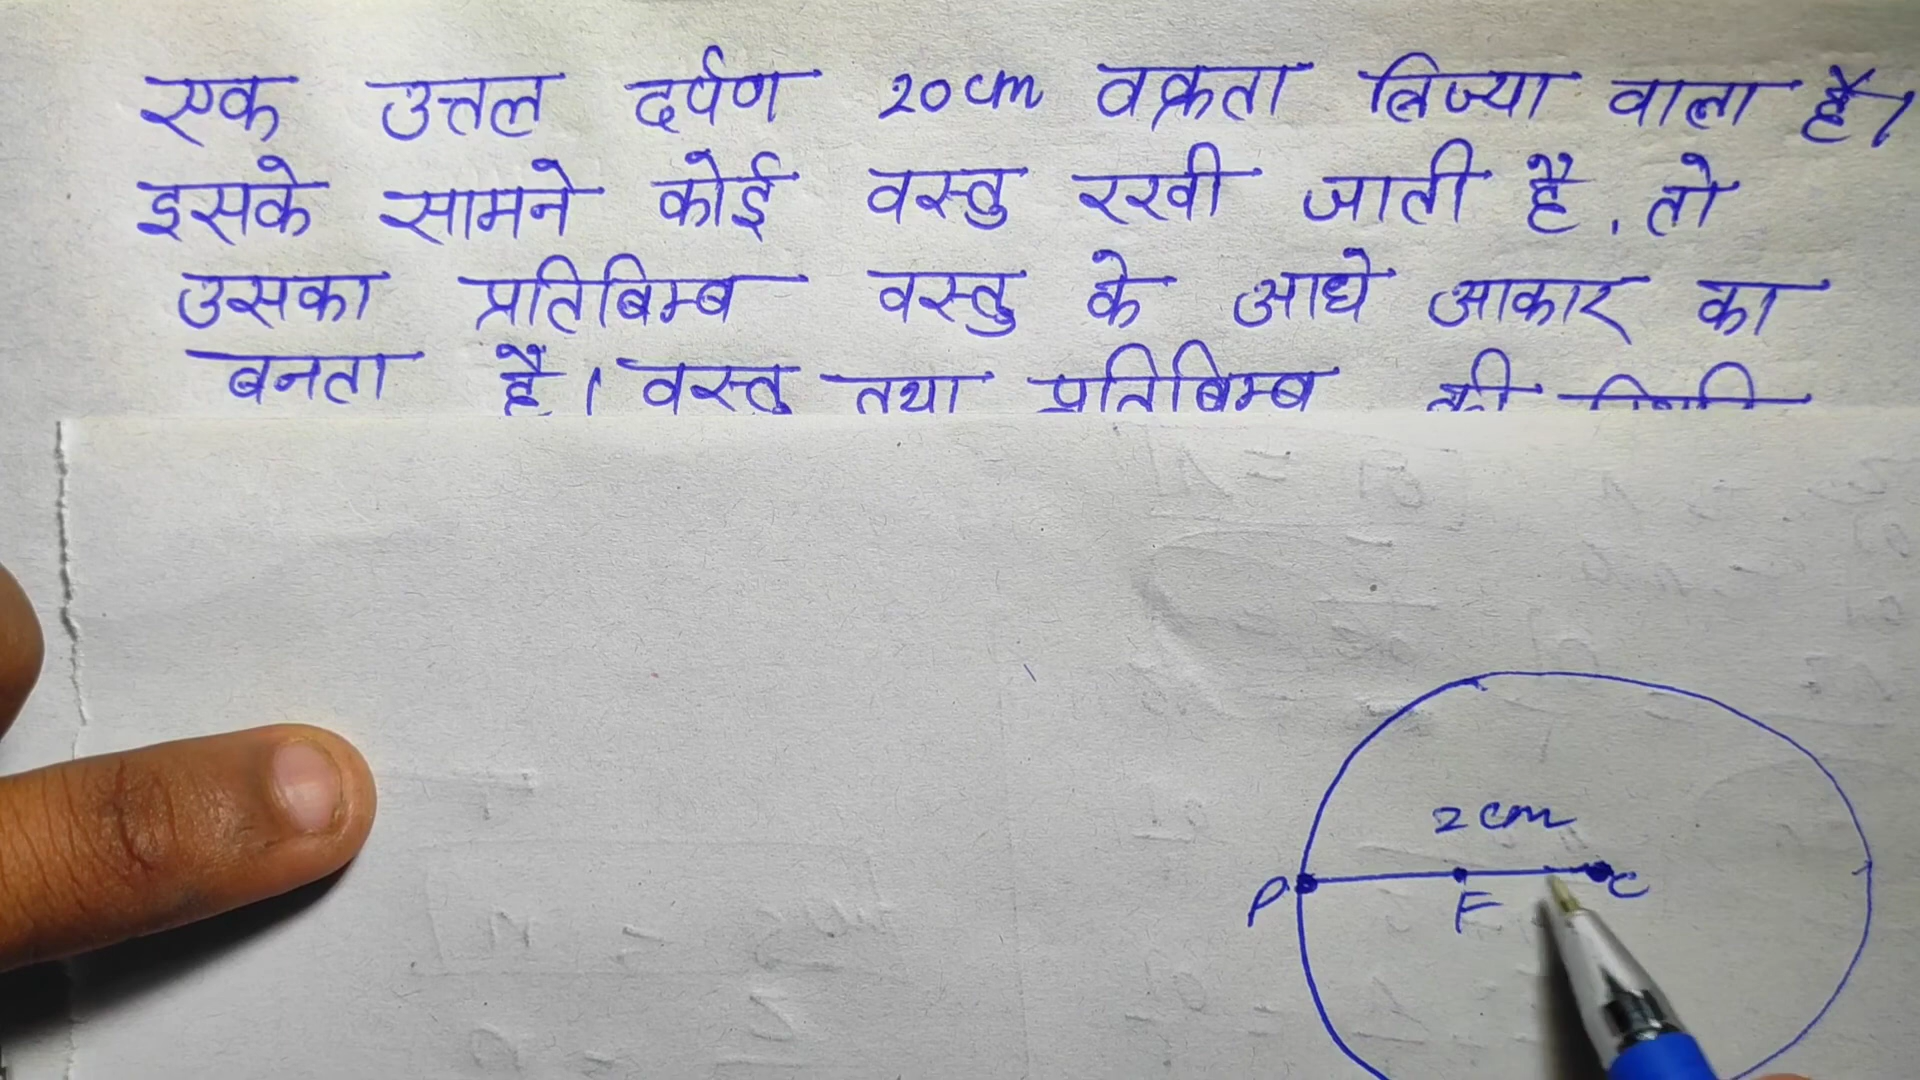 एक उत्तल दर्पण 20cm वक्रता त्रिज्या वाला है।
इसके सामने कोई वस्तु रखी जाती है, तो
उसका प्रतिबिम्ब वस्तु के आधे आकार का
बनता है। वस्तु तथा प्रतिबिम्ब की
2cm
P F C